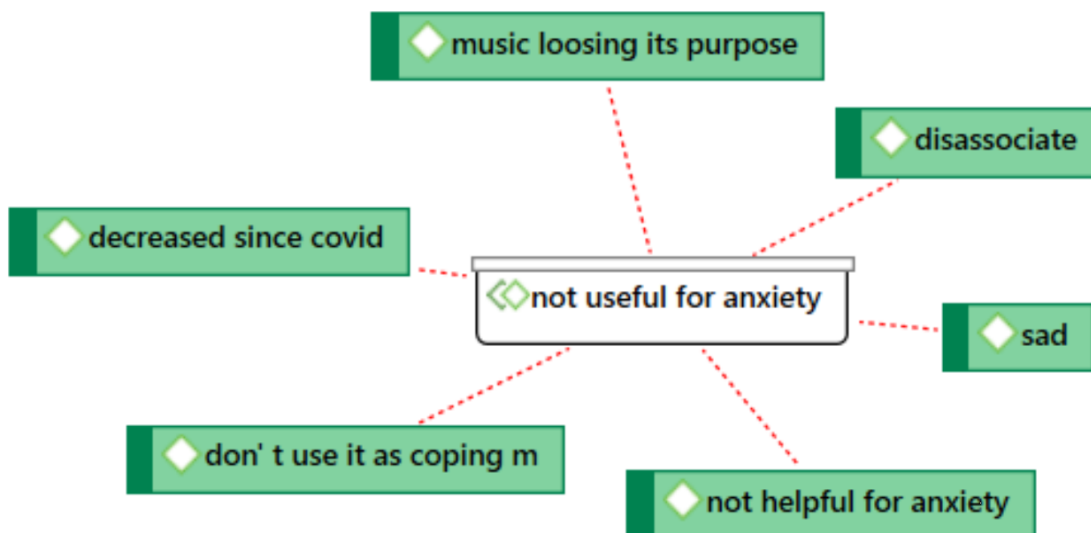 music loosing its purpose
disassociate
decreased since covid
not useful for anxiety
sad
don' t use it as coping m
not helpful for anxiety